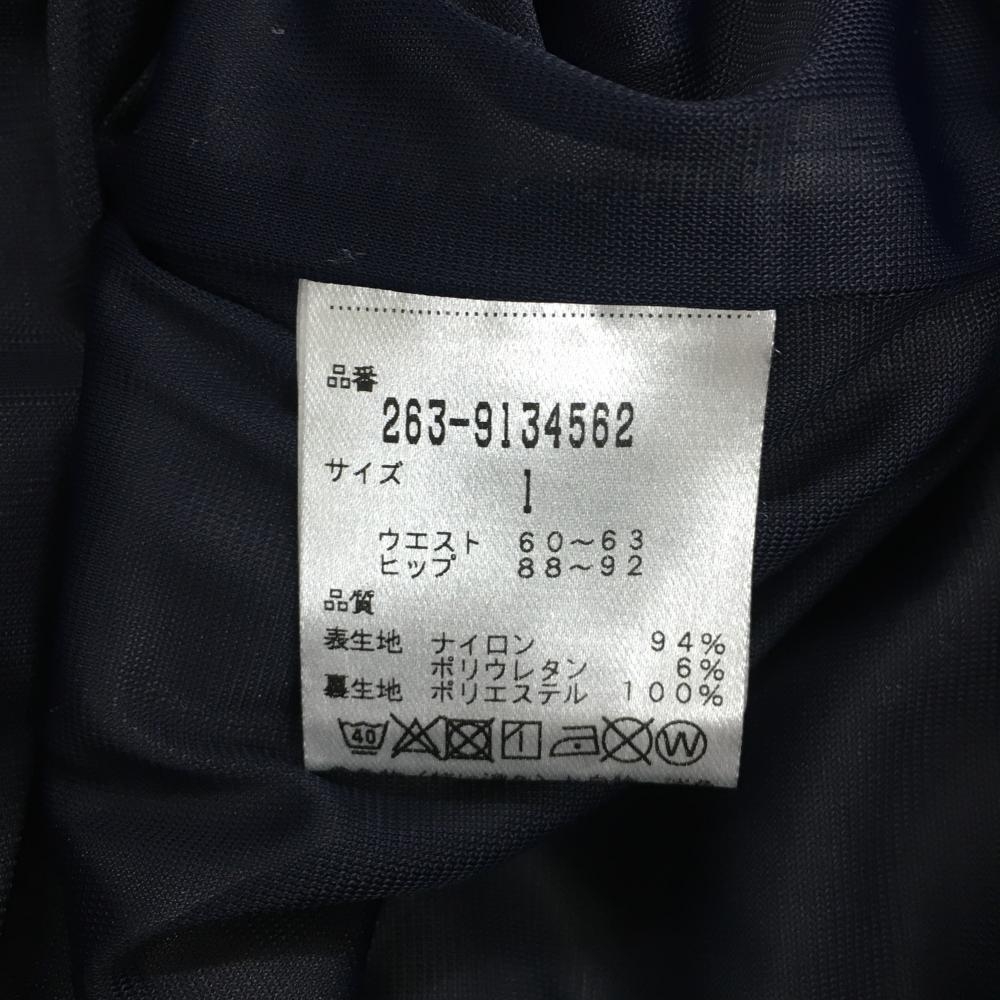 品番
263-9134562
サイズ
1
ウエスト 60～63
ヒップ 88～92
品質
表生地 ナイロン 94%
ポリウレタン 6%
裏生地 ポリエステル 100%
40 W